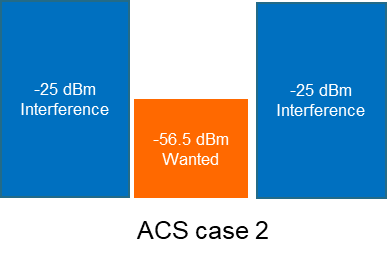 -25 dBm
Interference
-56.5 dBm
Wanted
-25 dBm
Interference
ACS case 2